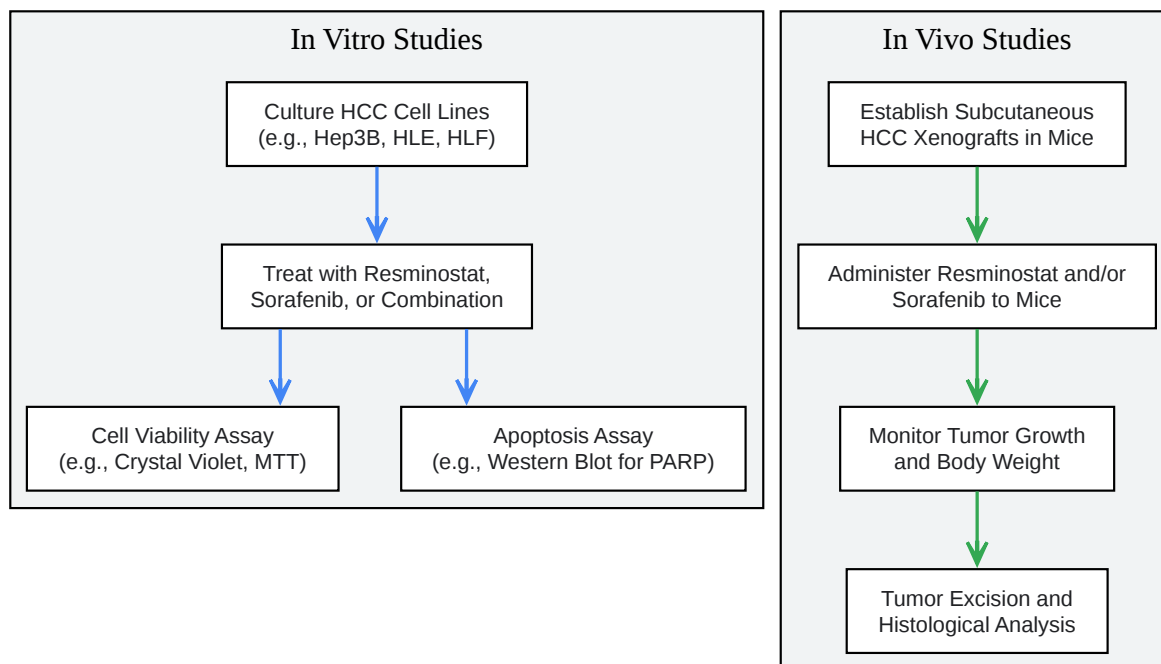 In Vitro Studies
Culture HCC Cell Lines
(e.g., Hep3B, HLE, HLF)
Treat with Resminostat,
Sorafenib, or Combination
Cell Viability Assay
(e.g., Crystal Violet, MTT)
Apoptosis Assay
(e.g., Western Blot for PARP)
In Vivo Studies
Establish Subcutaneous
HCC Xenografts in Mice
Administer Resminostat and/or
Sorafenib to Mice
Monitor Tumor Growth
and Body Weight
Tumor Excision and
Histological Analysis